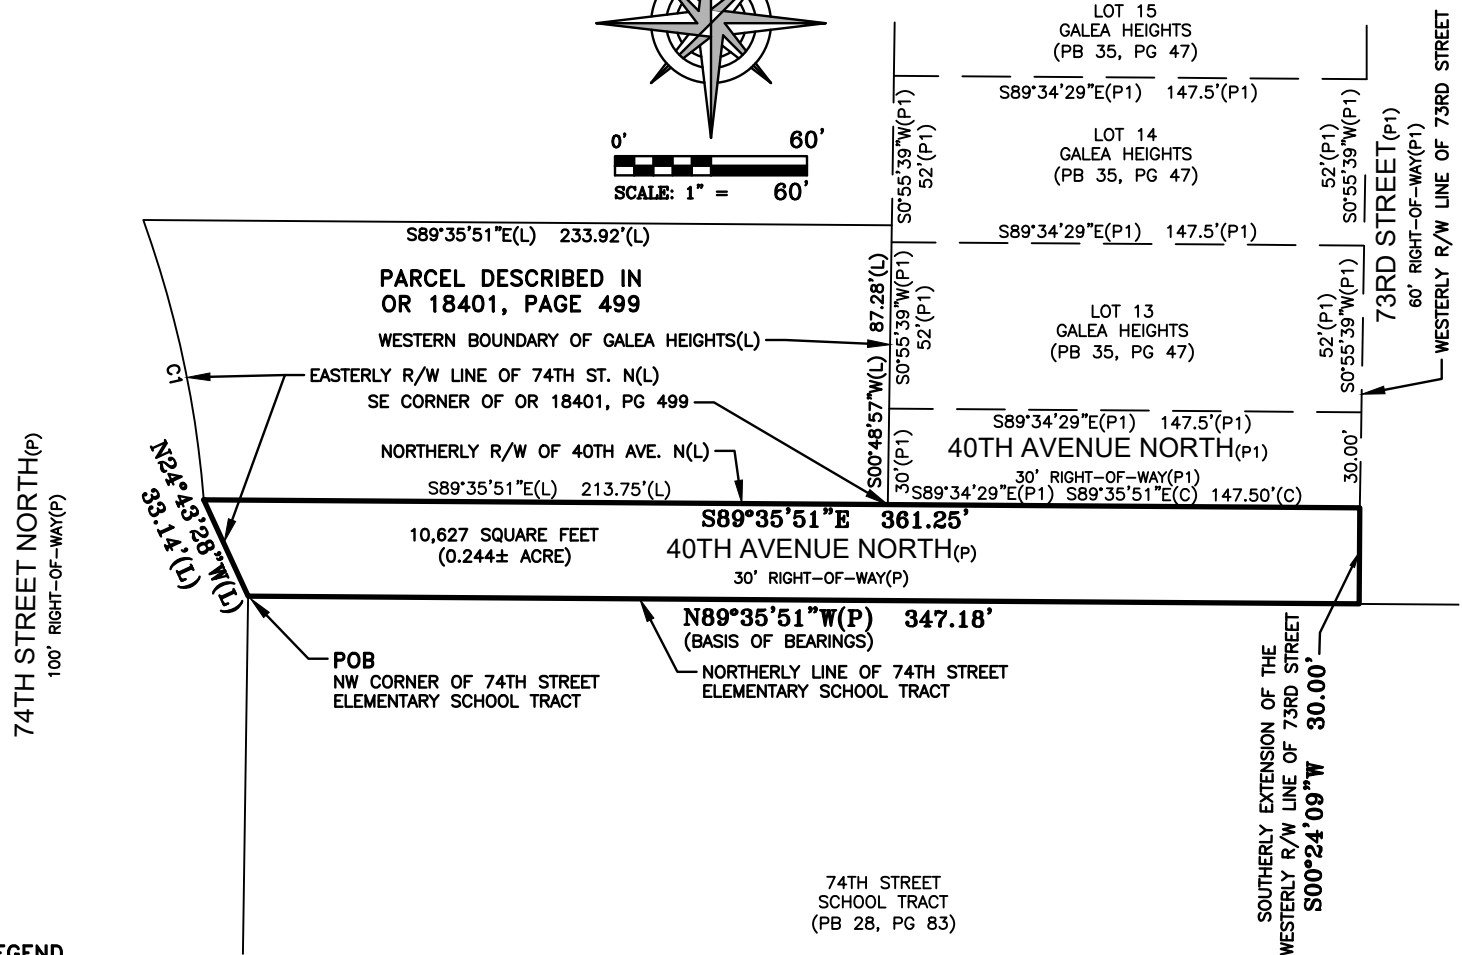 LOT 15
GALEA HEIGHTS
(PB 35, PG 47)
S89°34'29"E(P1) 147.5'(P1)
0' 60'
SCALE: 1" = 60'
S0°55'39"W(P1)
52'(P1)
LOT 14
GALEA HEIGHTS
(PB 35, PG 47)
52'(P1)
S0°55'39"W(P1)
73RD STREET(P1)
60' RIGHT-OF-WAY(P1)
WESTERLY R/W LINE OF 73RD STREET
S89°34'29"E(P1) 147.5'(P1)
S89°35'51"E(L) 233.92'(L)
PARCEL DESCRIBED IN
OR 18401, PAGE 499
WESTERN BOUNDARY OF GALEA HEIGHTS(L)
S00°48'57"W(L) 87.28'(L)
S0°55'39"W(P1)
52'(P1)
LOT 13
GALEA HEIGHTS
(PB 35, PG 47)
52'(P1)
S0°55'39"W(P1)
C1
EASTERLY R/W LINE OF 74TH ST. N(L)
SE CORNER OF OR 18401, PG 499
NORTHERLY R/W OF 40TH AVE. N(L)
S89°35'51"E(L) 213.75'(L)
S89°34'29"E(P1) 147.5'(P1)
30'(P1)
40TH AVENUE NORTH(P1)
30' RIGHT-OF-WAY(P1)
30.00'
S89°34'29"E(P1) S89°35'51"E(C) 147.50'(C)
74TH STREET NORTH(P)
100' RIGHT-OF-WAY(P)
N24°43'28"W(L)
33.14'(L)
S89°35'51"E 361.25'
10,627 SQUARE FEET
(0.244± ACRE)
40TH AVENUE NORTH(P)
30' RIGHT-OF-WAY(P)
N89°35'51"W(P) 347.18'
(BASIS OF BEARINGS)
POB
NW CORNER OF 74TH STREET
ELEMENTARY SCHOOL TRACT
NORTHERLY LINE OF 74TH STREET
ELEMENTARY SCHOOL TRACT
SOUTHERLY EXTENSION OF THE
WESTERLY R/W LINE OF 73RD STREET
S00°24'09"W 30.00'
74TH STREET
SCHOOL TRACT
(PB 28, PG 83)
EGEND